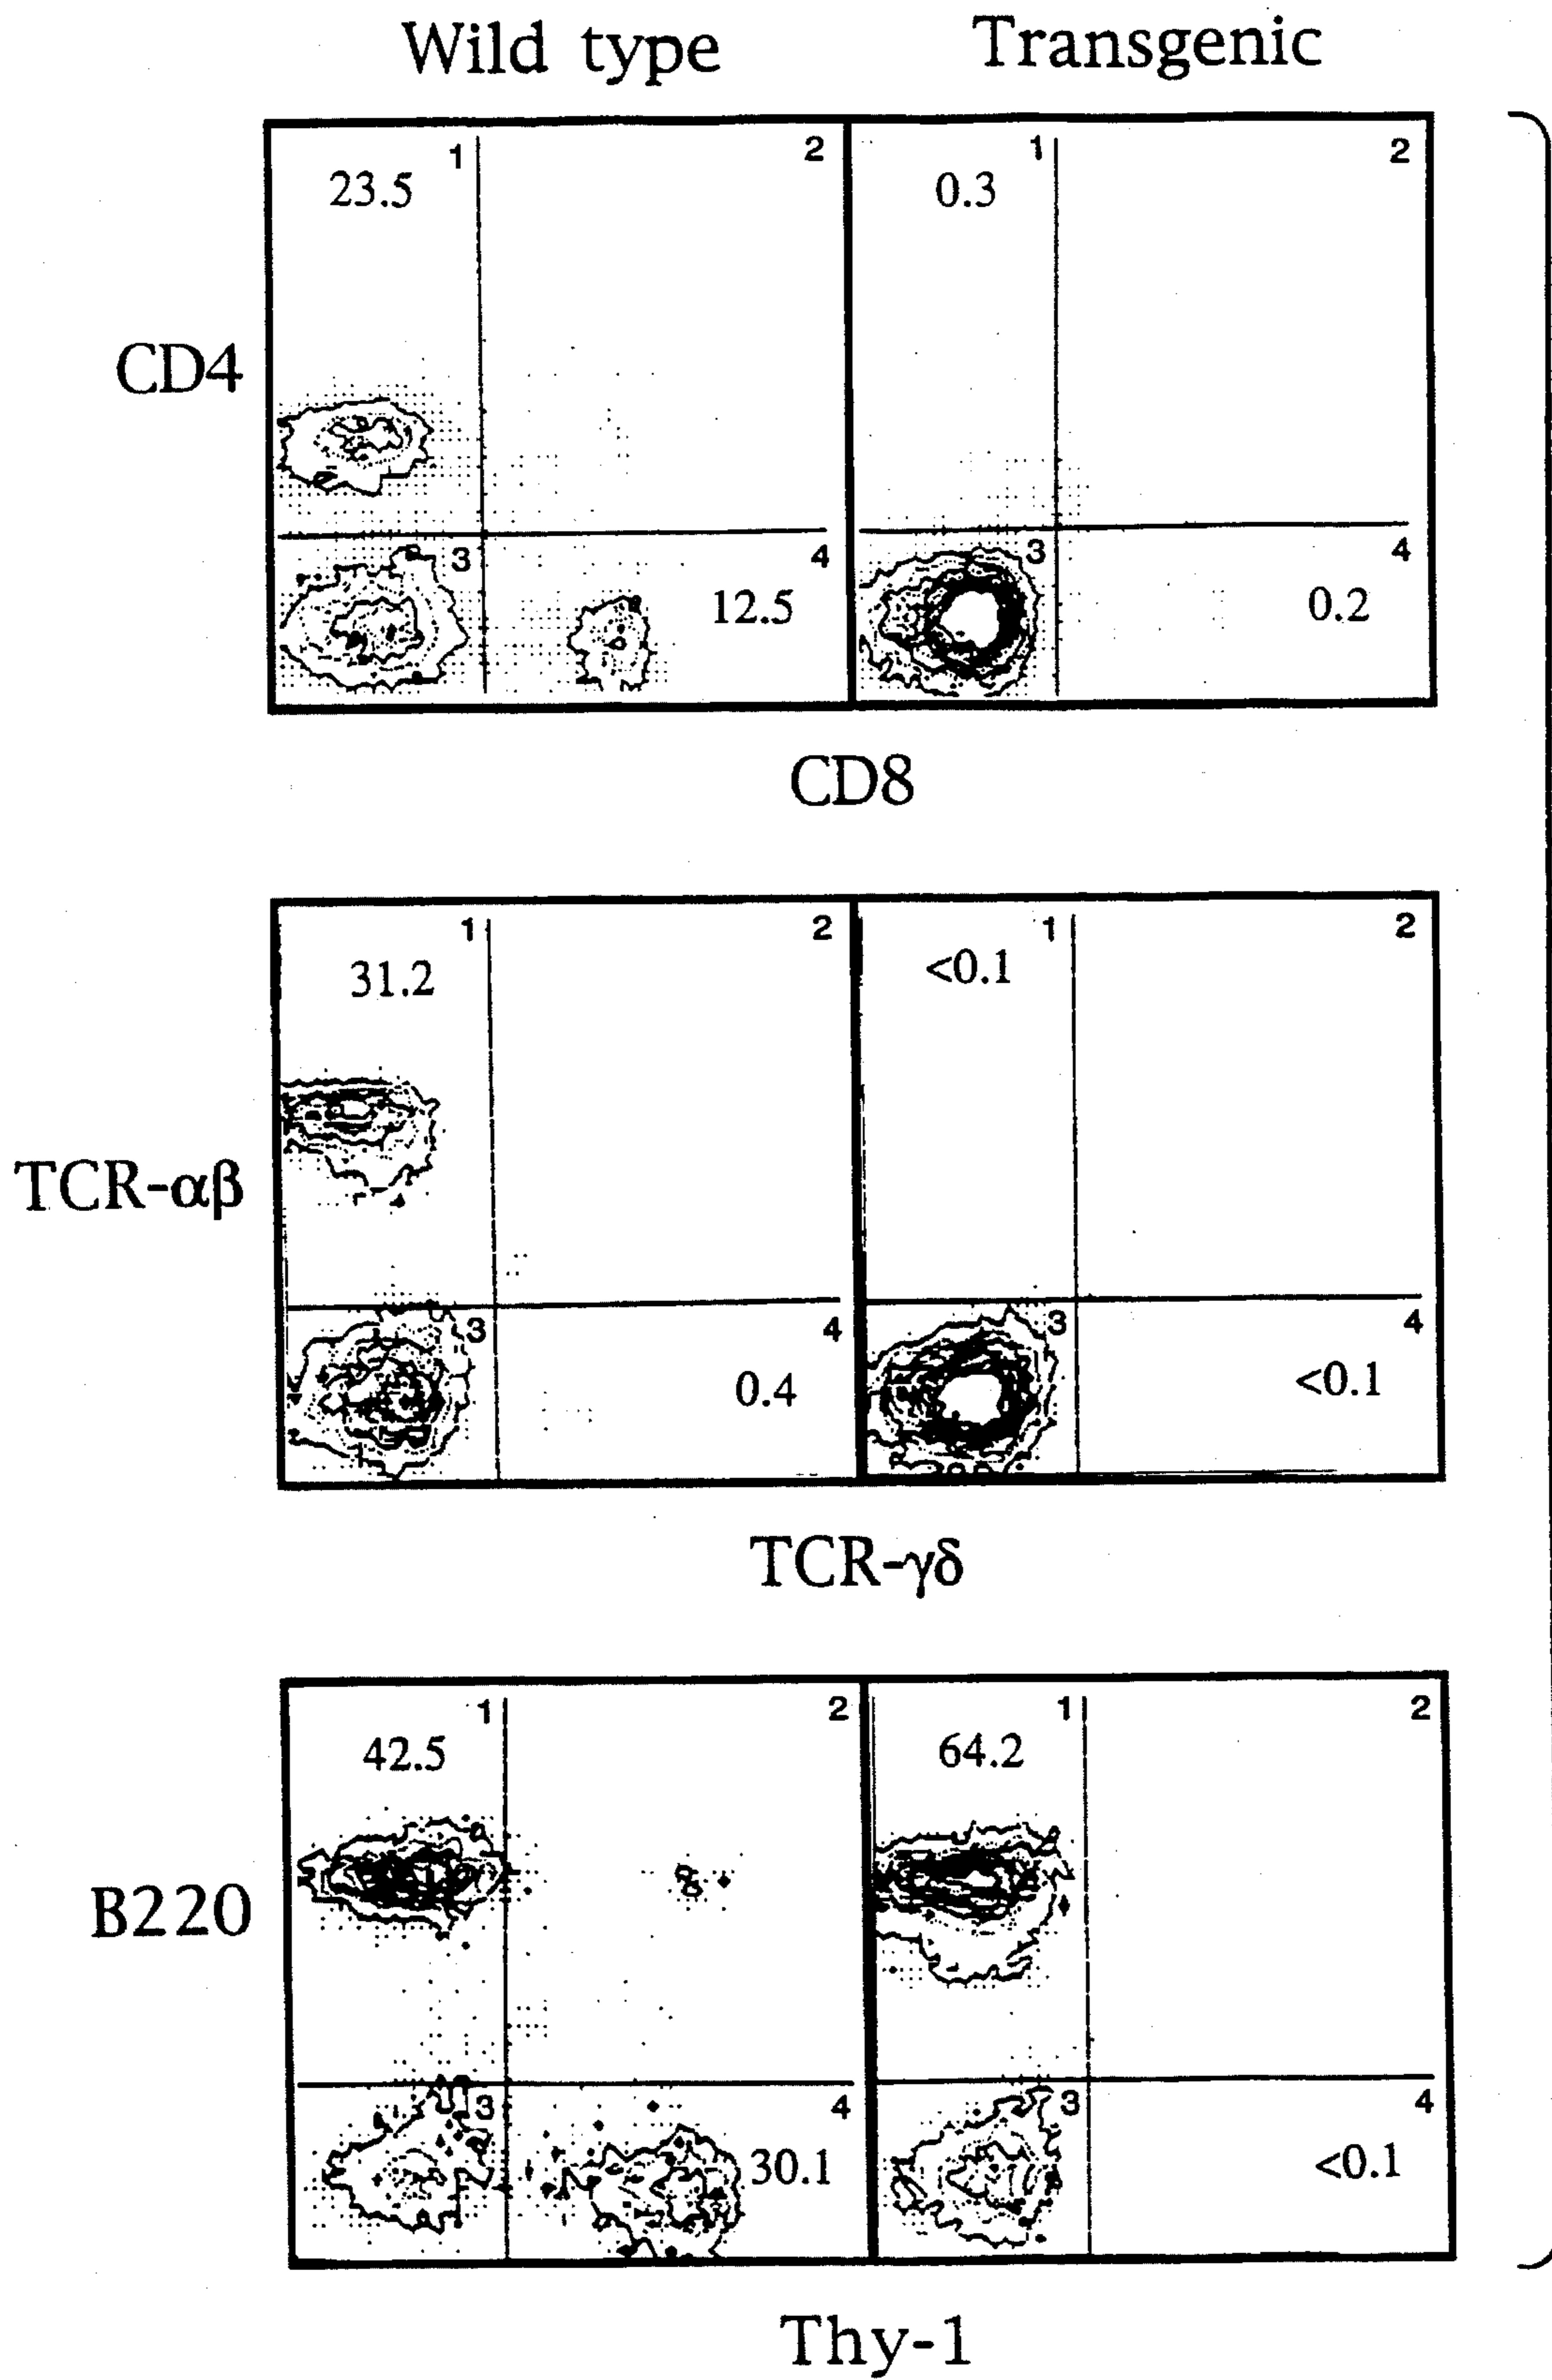 Wild type Transgenic
1 2 1 2
23.5 0.3
CD4
3 4 3 4
12.5 0.2
CD8
1 2 1 2
31.2 <0.1
TCR-αβ
3 4 3 4
0.4 <0.1
TCR-γδ
1 2 1 2
42.5 64.2
B220
3 4 3 4
30.1 <0.1
Thy-1